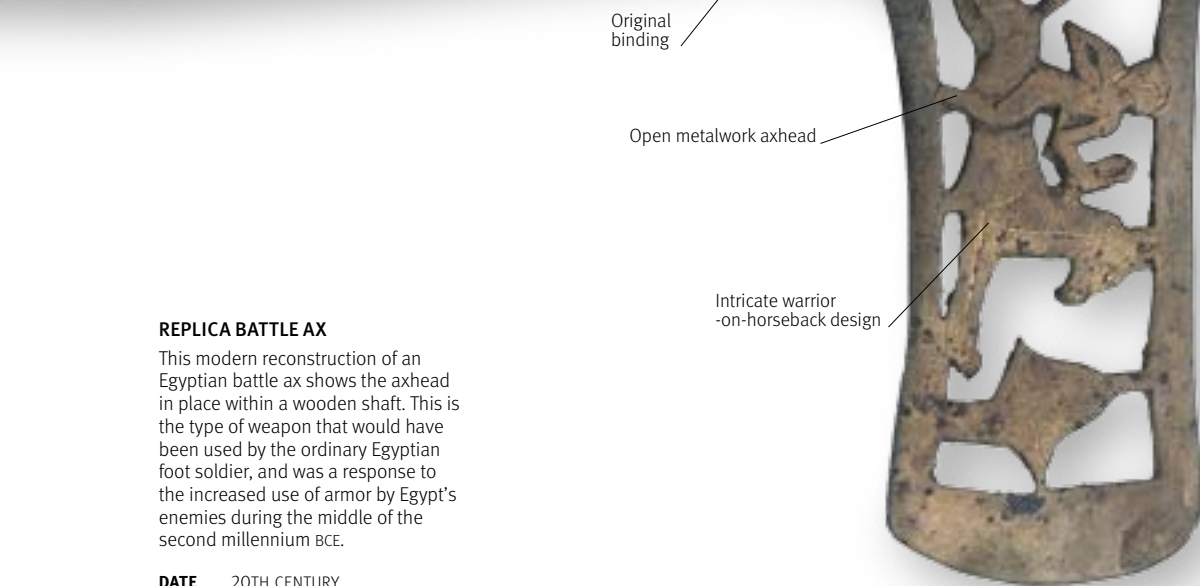 Original
binding
Open metalwork axhead
Intricate warrior
-on-horseback design
REPLICA BATTLE AX
This modern reconstruction of an
Egyptian battle ax shows the axhead
in place within a wooden shaft. This is
the type of weapon that would have
been used by the ordinary Egyptian
foot soldier, and was a response to
the increased use of armor by Egypt’s
enemies during the middle of the
second millennium BCE.
DATE 20TH CENTURY